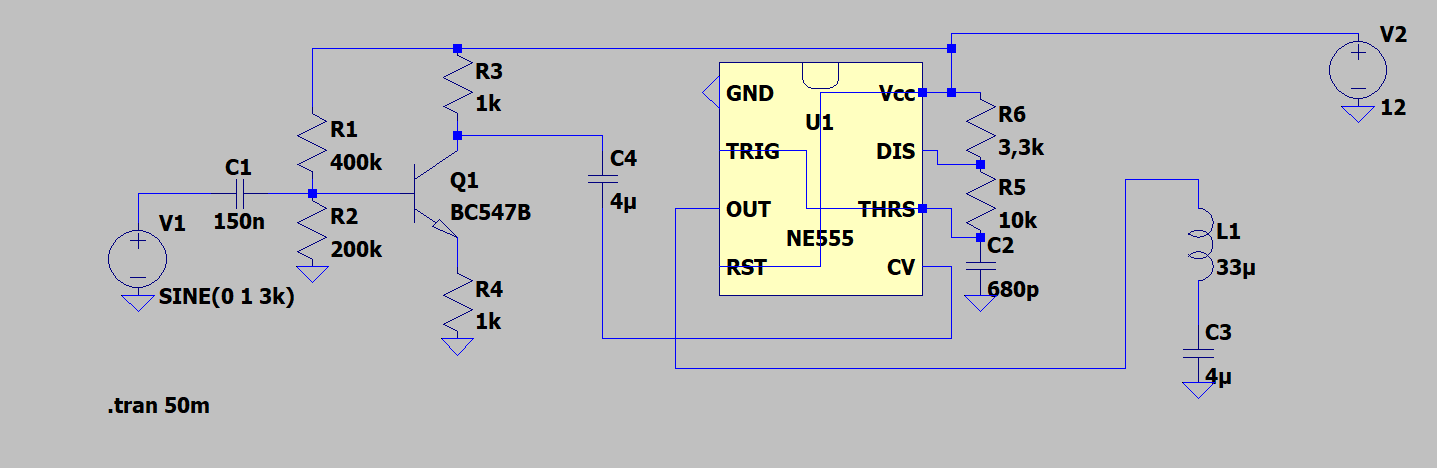 V1
SINE(0 1 3k)
C1
150n
R1
400k
R2
200k
R3
1k
Q1
BC547B
R4
1k
C4
4µ
GND
TRIG
OUT
RST
U1
NE555
Vcc
DIS
THRS
CV
R6
3,3k
R5
10k
C2
680p
L1
33µ
C3
4µ
V2
12
.tran 50m